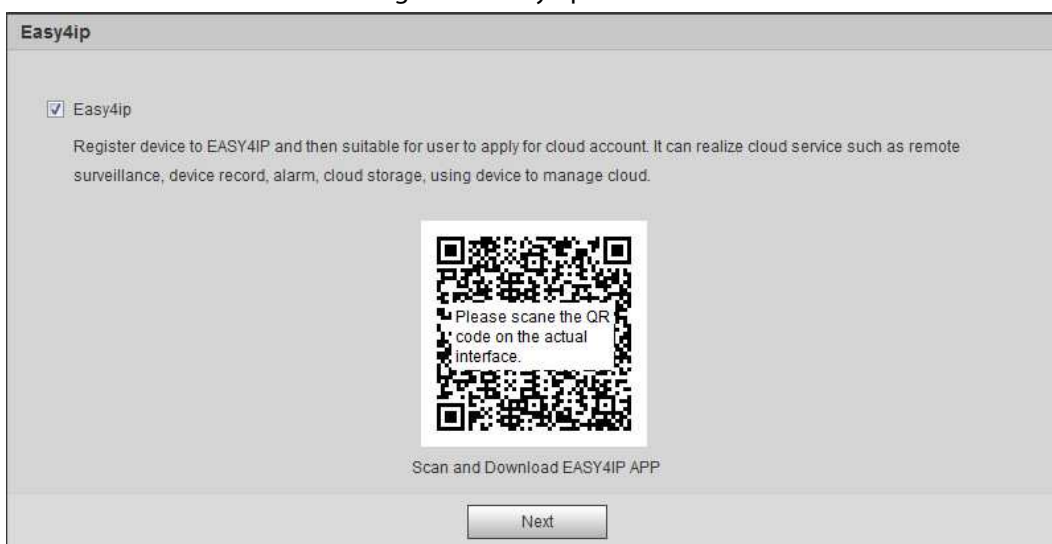 Easy4ip
Easy4ip
Register device to EASY4IP and then suitable for user to apply for cloud account. It can realize cloud service such as remote
surveillance, device record, alarm, cloud storage, using device to manage cloud.
Please scane the QR
code on the actual
interface.
Scan and Download EASY4IP APP
Next